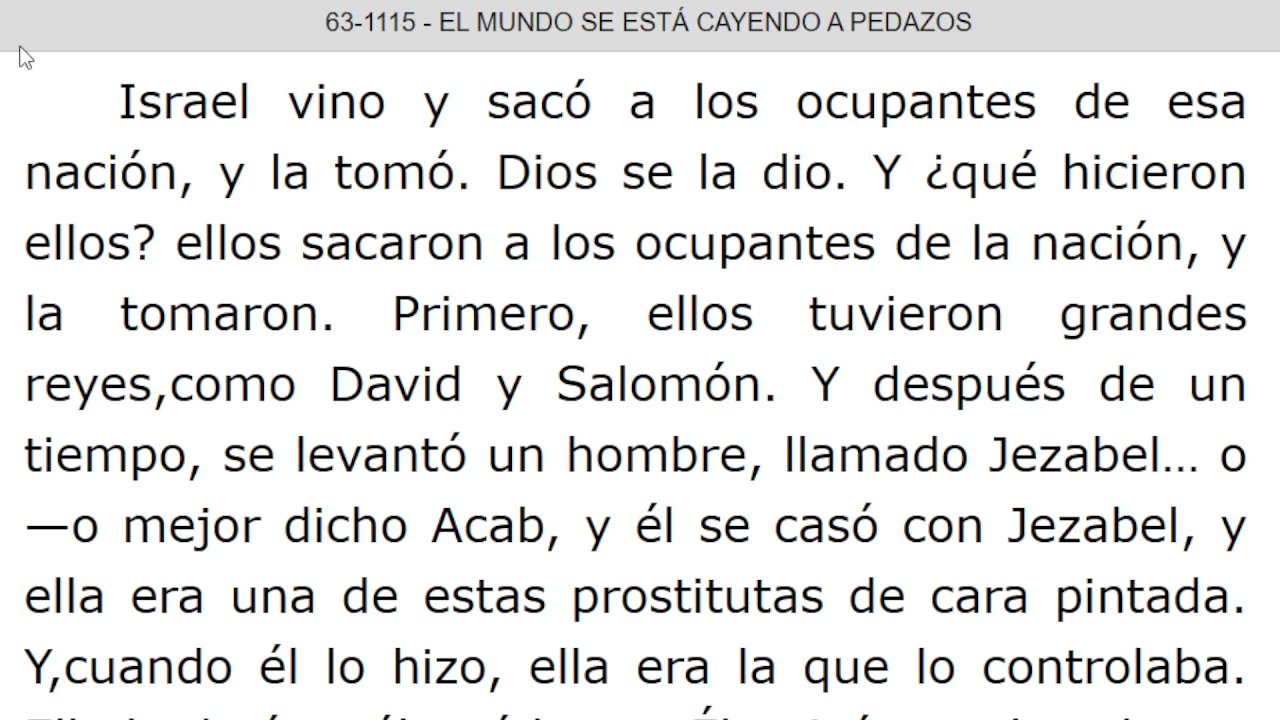 63-1115 - EL MUNDO SE ESTÁ CAYENDO A PEDAZOS
Israel vino y sacó a los ocupantes de esa
nación, y la tomó. Dios se la dio. Y ¿qué hicieron
ellos? ellos sacaron a los ocupantes de la nación, y
la tomaron. Primero, ellos tuvieron grandes
reyes,como David y Salomón. Y después de un
tiempo, se levantó un hombre, llamado Jezabel... o
—o mejor dicho Acab, y él se casó con Jezabel, y
ella era una de estas prostitutas de cara pintada.
Y,cuando él lo hizo, ella era la que lo controlaba.